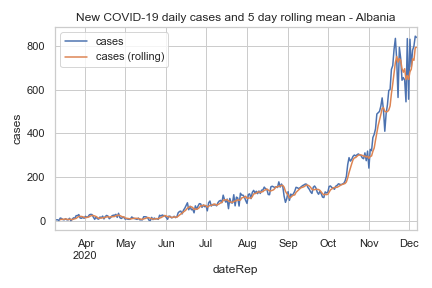 New COVID-19 daily cases and 5 day rolling mean - Albania
cases
cases (rolling)
800
600
400
200
0
cases
Apr May Jun Jul Aug Sep Oct Nov Dec
2020
dateRep